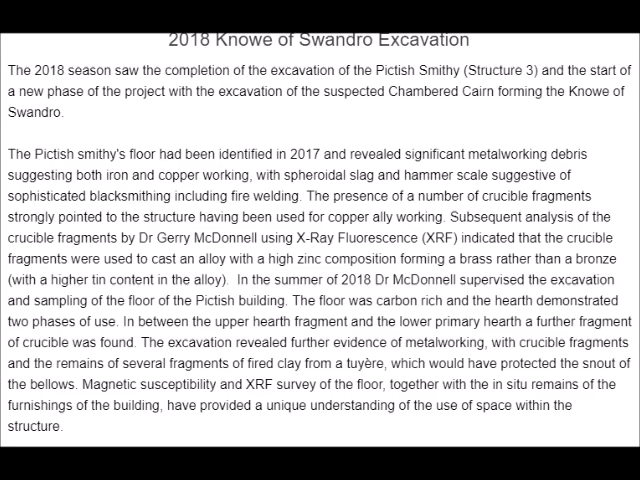 2018 Knowe of Swandro Excavation
The 2018 season saw the completion of the excavation of the Pictish Smithy (Structure 3) and the start of
a new phase of the project with the excavation of the suspected Chambered Cairn forming the Knowe of
Swandro.
The Pictish smithy's floor had been identified in 2017 and revealed significant metalworking debris
suggesting both iron and copper working, with spheroidal slag and hammer scale suggestive of
sophisticated blacksmithing including fire welding. The presence of a number of crucible fragments
strongly pointed to the structure having been used for copper ally working. Subsequent analysis of the
crucible fragments by Dr Gerry McDonnell using X-Ray Fluorescence (XRF) indicated that the crucible
fragments were used to cast an alloy with a high zinc composition forming a brass rather than a bronze
(with a higher tin content in the alloy).  In the summer of 2018 Dr McDonnell supervised the excavation
and sampling of the floor of the Pictish building. The floor was carbon rich and the hearth demonstrated
two phases of use. In between the upper hearth fragment and the lower primary hearth a further fragment
of crucible was found. The excavation revealed further evidence of metalworking, with crucible fragments
and the remains of several fragments of fired clay from a tuyère, which would have protected the snout of
the bellows. Magnetic susceptibility and XRF survey of the floor, together with the in situ remains of the
furnishings of the building, have provided a unique understanding of the use of space within the
structure.